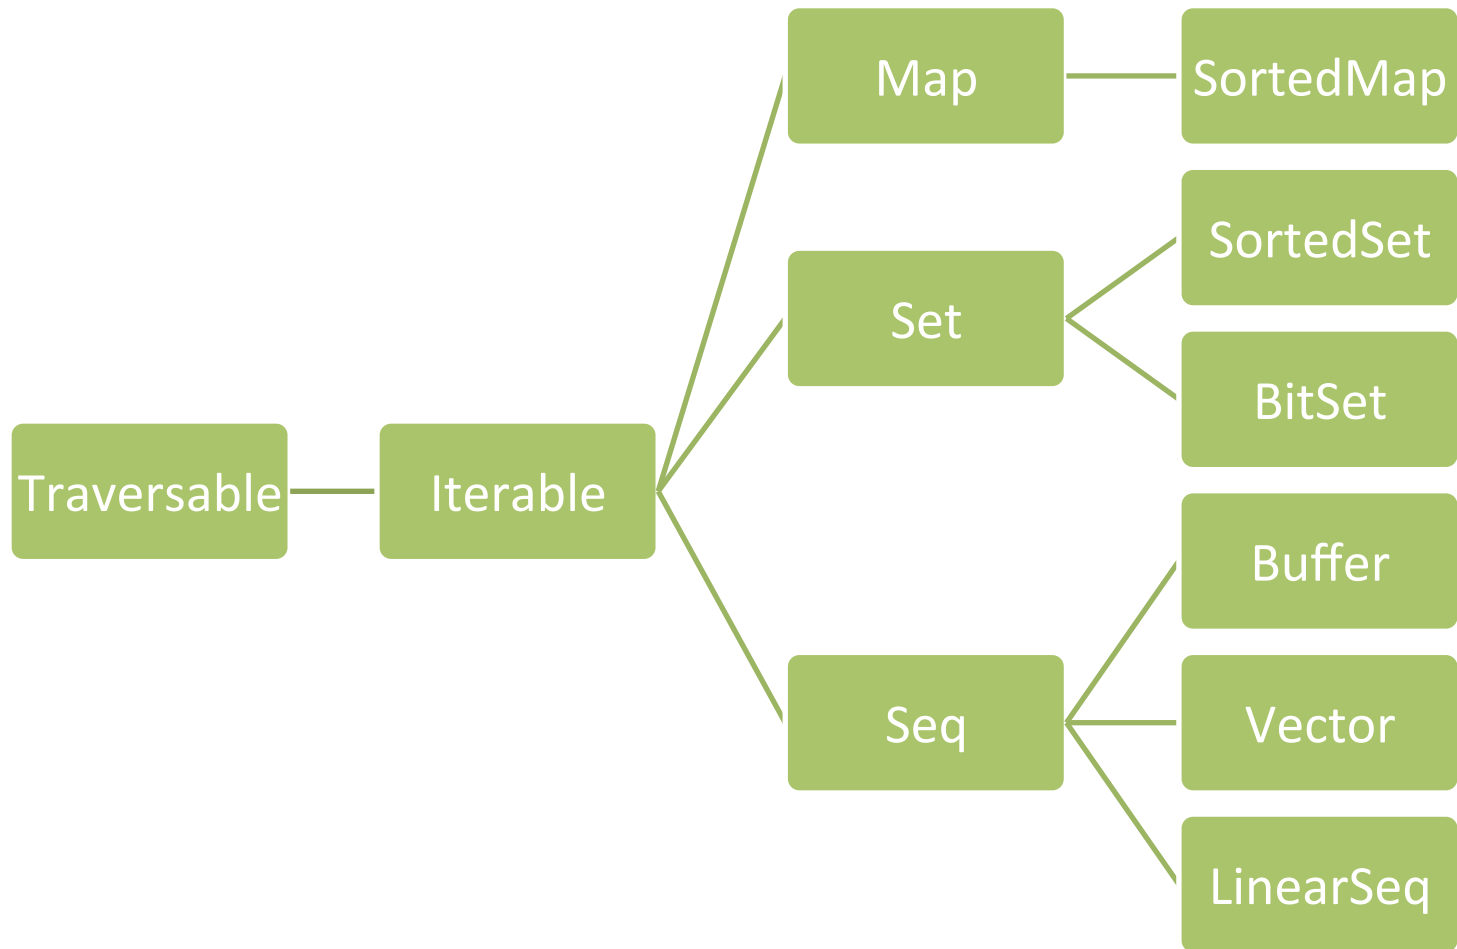 Traversable
Iterable
Map
Set
Seq
SortedMap
SortedSet
BitSet
Buffer
Vector
LinearSeq